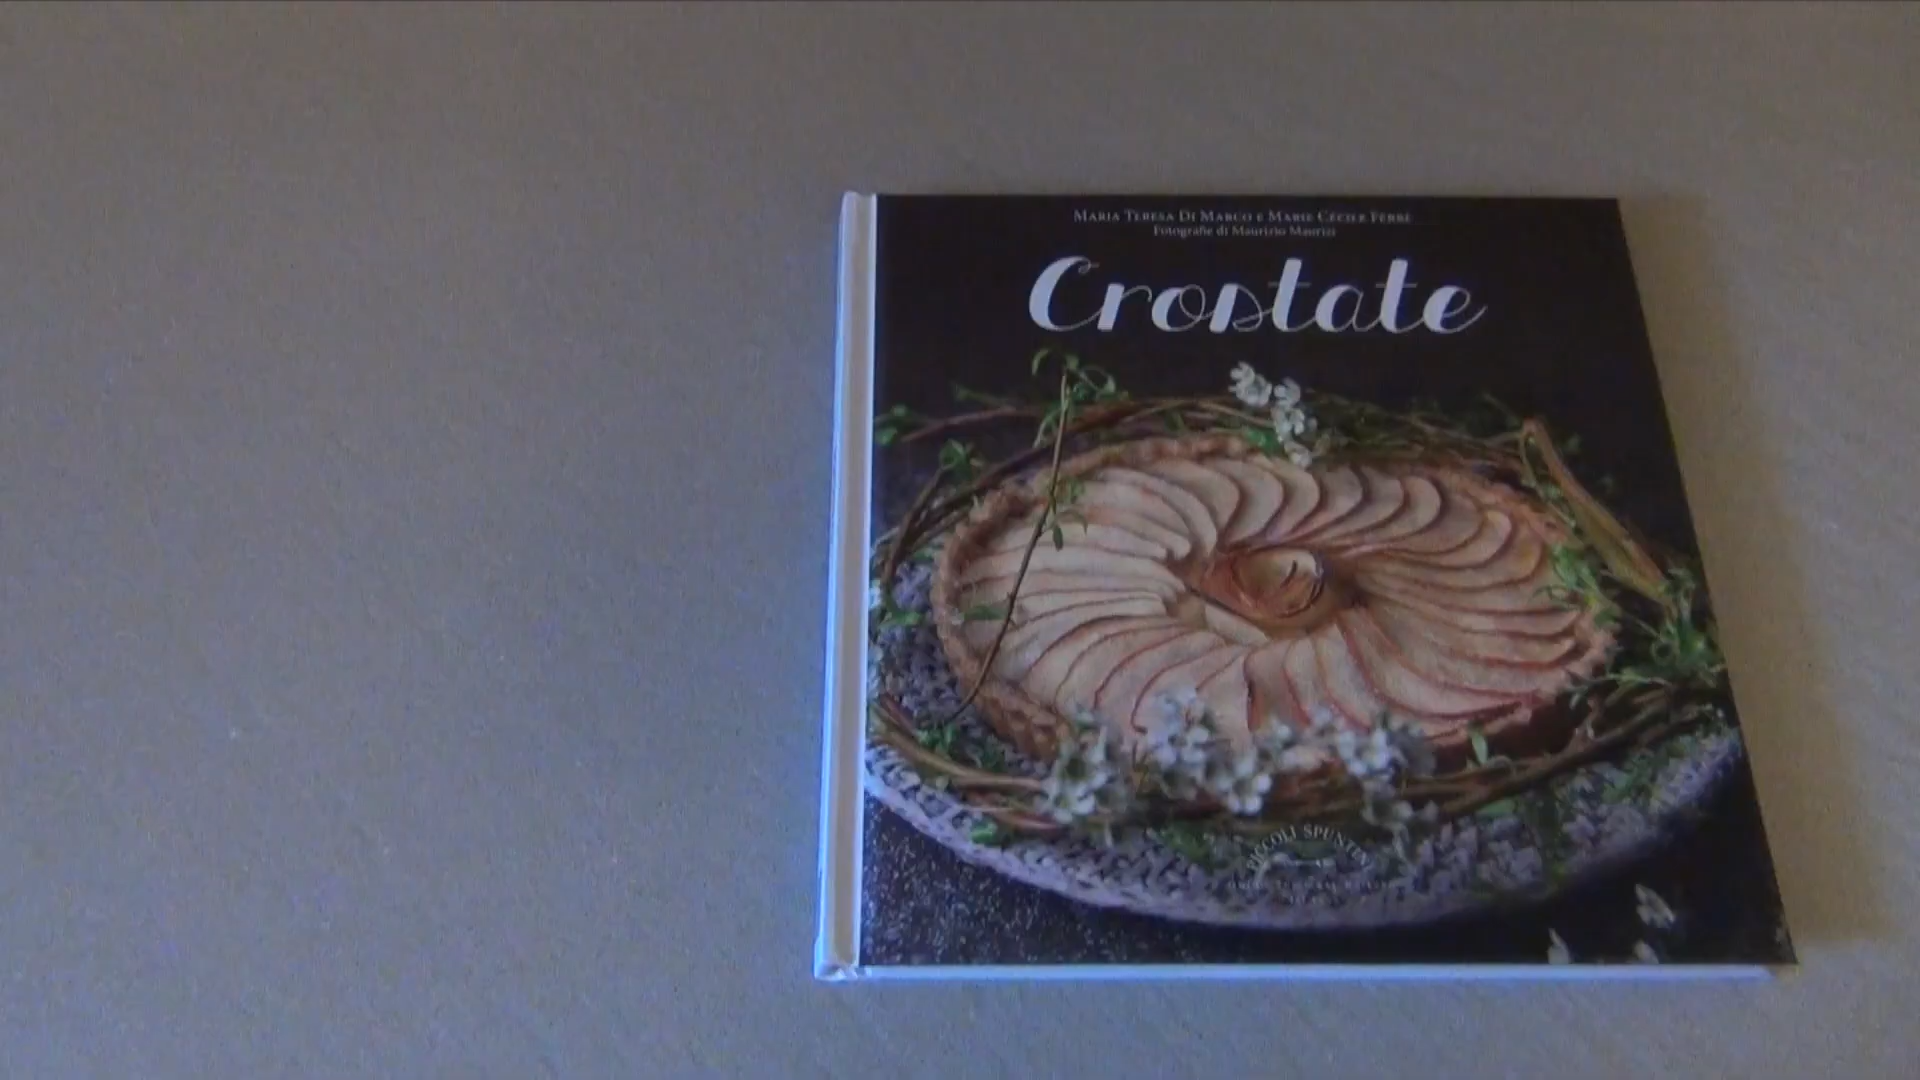 Maria Teresa Di Marco e Marie Cécile Ferré
Fotografie di Maurizio Maurizi
Crostate
PICCOLI SPUNTINI